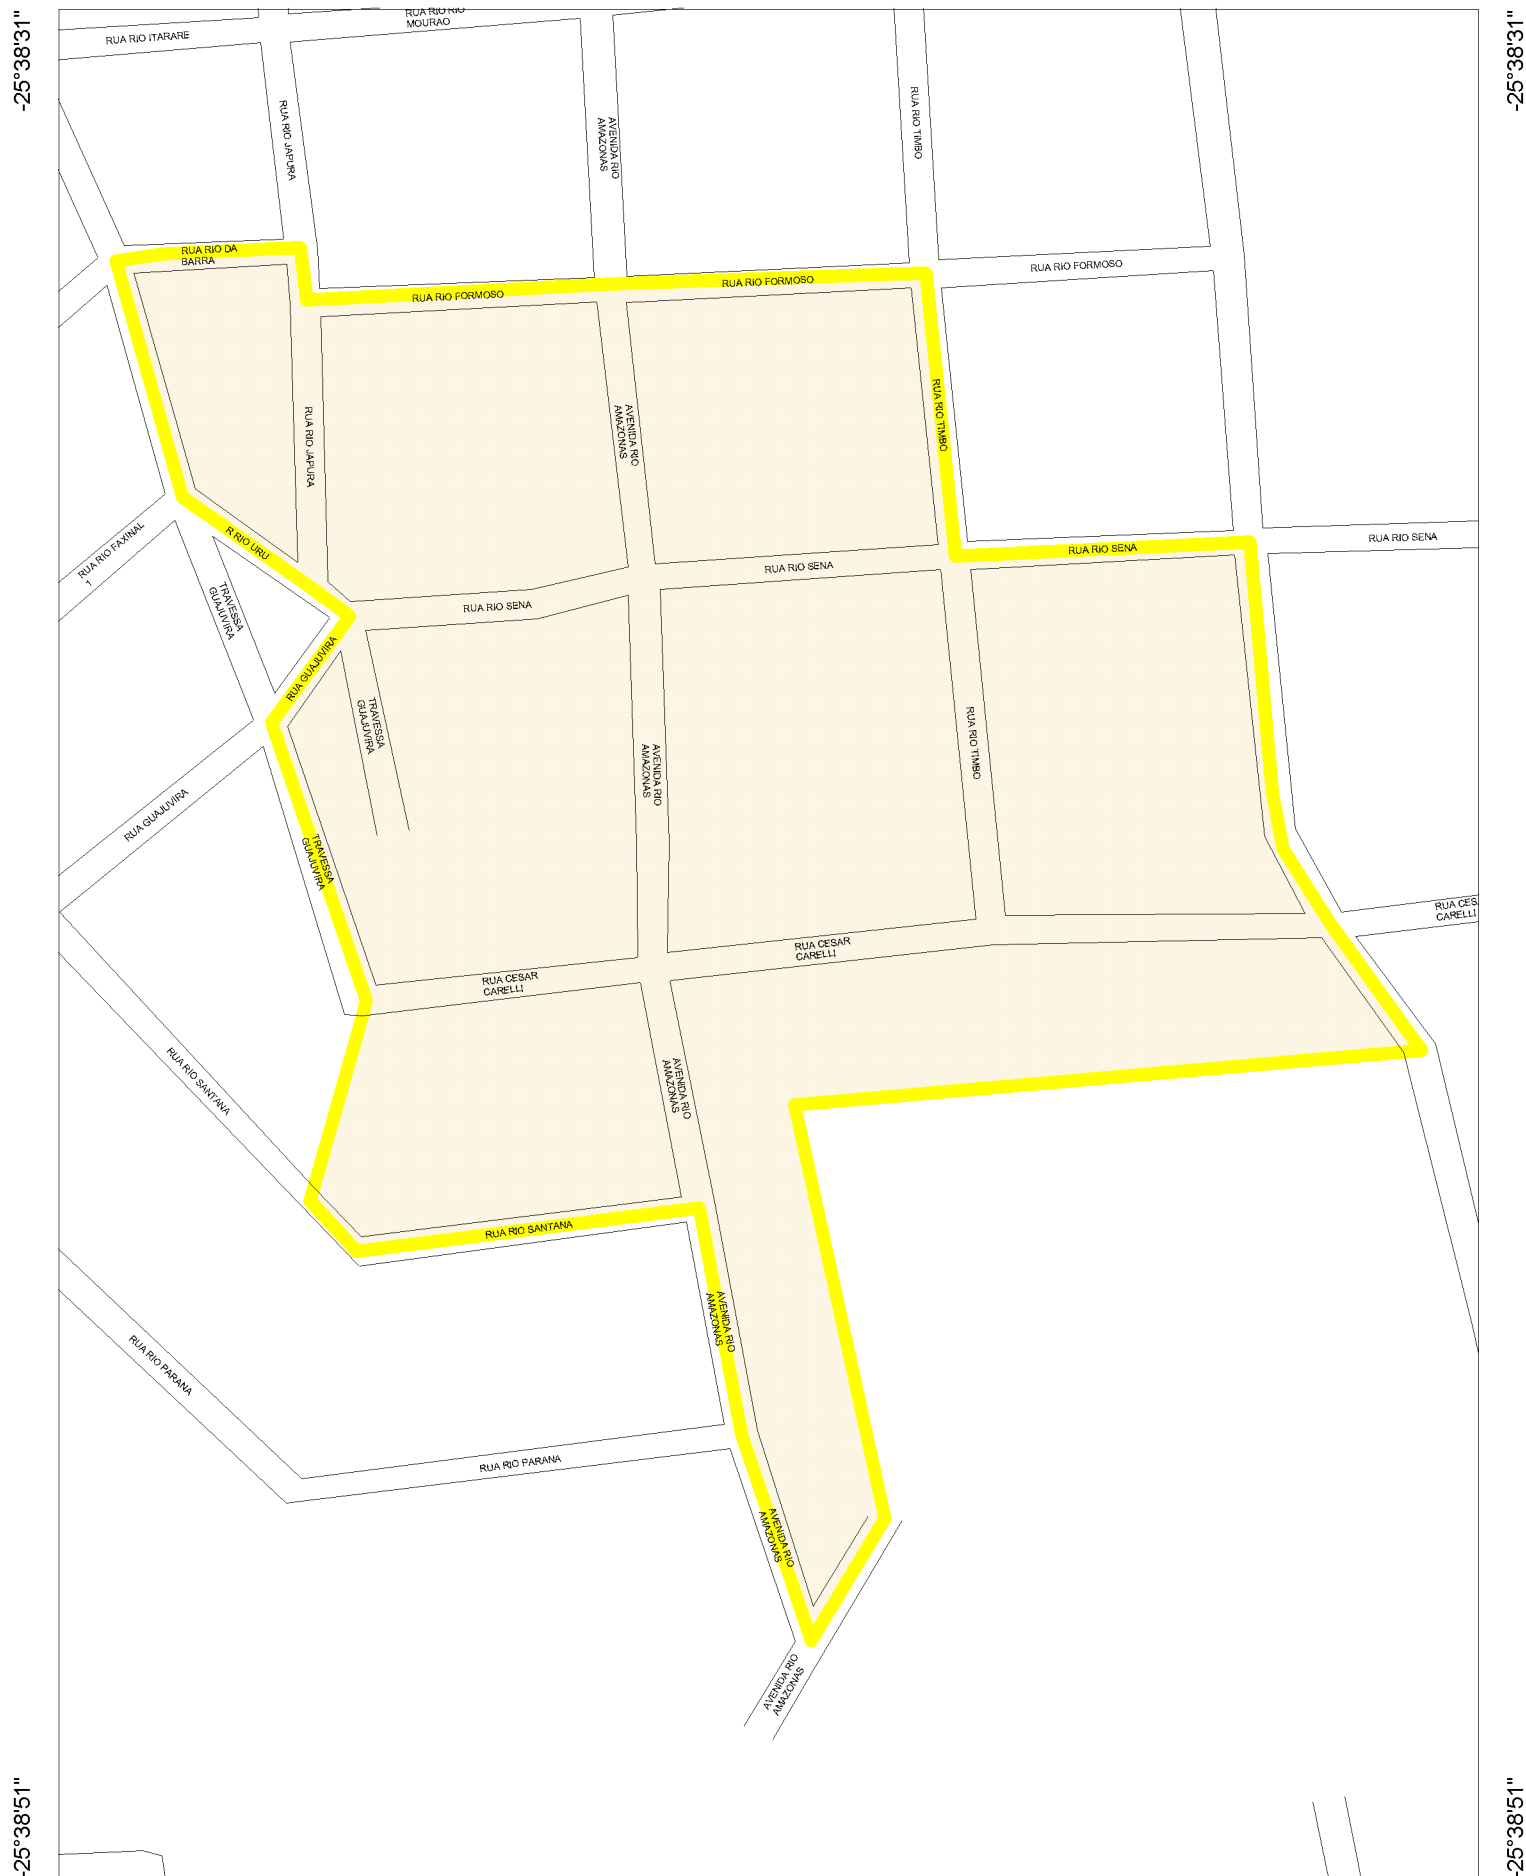 -25°38'31"
-25°38'31"
RUA RIO RIO
MOURAO
RUA RIO ITARARE
RUA RIO JAPURA
AVENIDA RIO
AMAZONAS
RUA RIO TIMBO
RUA RIO DA
BARRA
RUA RIO FORMOSO
RUA RIO FORMOSO
RUA RIO FORMOSO
RUA RIO JAPURA
AVENIDA RIO
AMAZONAS
RUA RIO TIMBO
RUA RIO FAXINAL
1
R RIO URU
RUA RIO SENA
RUA RIO SENA
RUA RIO SENA
RUA RIO SENA
TRAVESSA
GUAJUVIRA
RUA GUAJUVIRA
TRAVESSA
GUAJUVIRA
AVENIDA RIO
AMAZONAS
RUA RIO TIMBO
RUA GUAJUVIRA
TRAVESSA
GUAJUVIRA
RUA CES
CARELLI
RUA CESAR
CARELLI
RUA CESAR
CARELLI
RUA RIO SANTANA
AVENIDA RIO
AMAZONAS
RUA RIO SANTANA
AVENIDA RIO
AMAZONAS
RUA RIO PARANA
RUA RIO PARANA
AVENIDA RIO
AMAZONAS
AVENIDA RIO
AMAZONAS
-25°38'51"
-25°38'51"